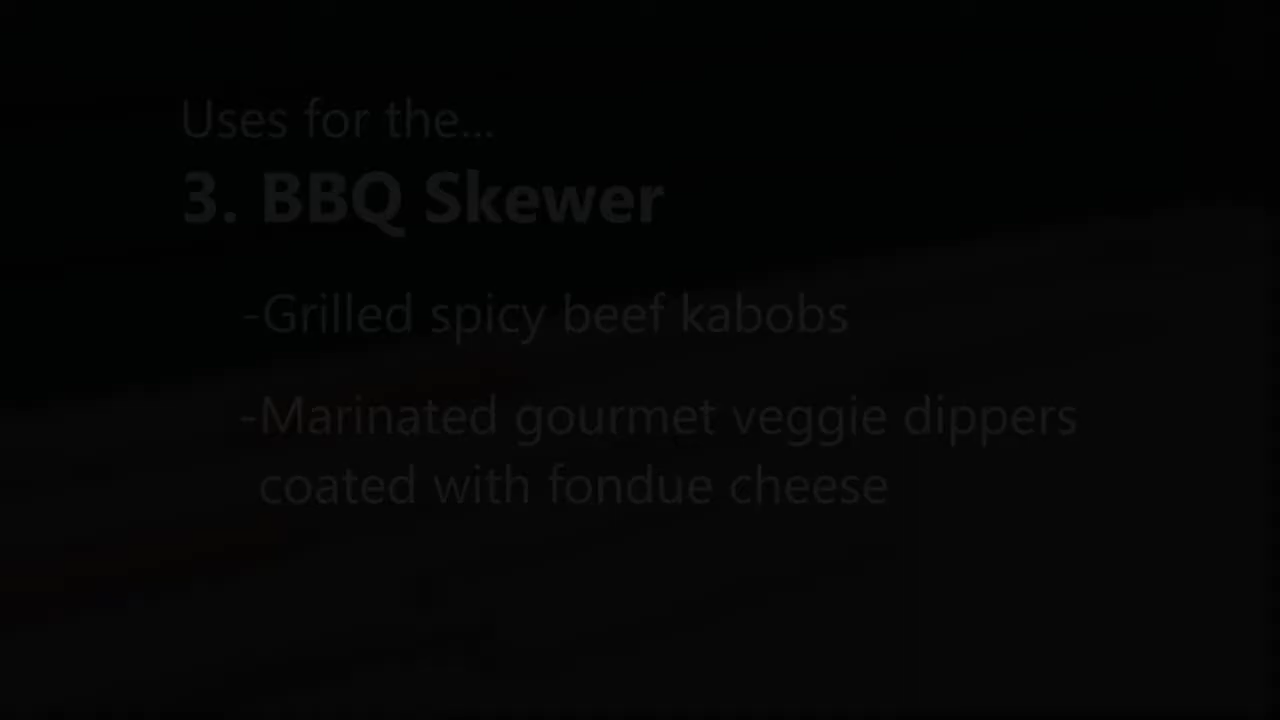 Uses for the...
3. BBQ Skewer
-Grilled spicy beef kabobs
-Marinated gourmet veggie dippers
coated with fondue cheese